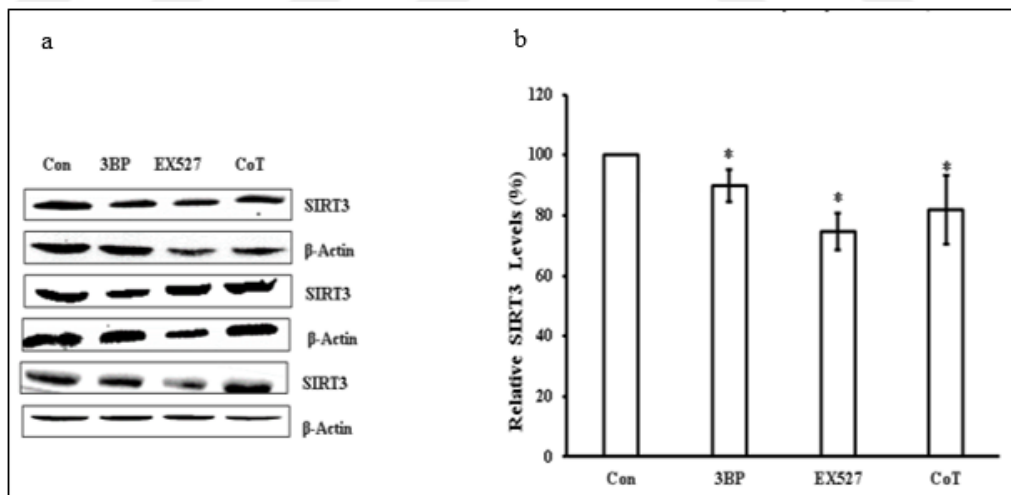 a
Con 3BP EX527 CoT
SIRT3
β-Actin
SIRT3
β-Actin
SIRT3
β-Actin
b
Relative SIRT3 Levels (%)
120
100
80
60
40
20
0
*
*
*
Con 3BP EX527 CoT